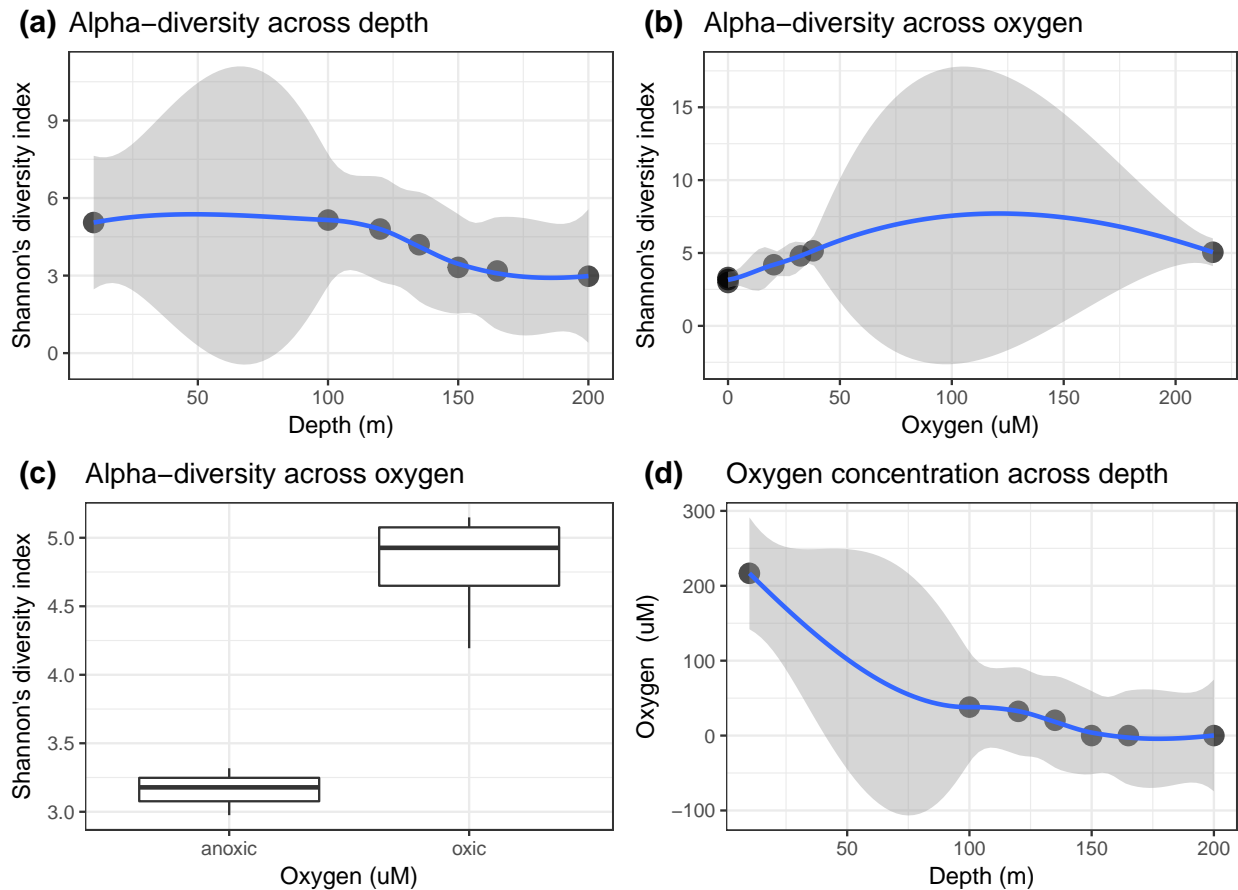 (a) Alpha−diversity across depth
Shannon's diversity index
9
6
3
0
50 100 150 200
Depth (m)
(b) Alpha−diversity across oxygen
Shannon's diversity index
15
10
5
0
0 50 100 150 200
Oxygen (uM)
(c) Alpha−diversity across oxygen
Shannon's diversity index
5.0
4.5
4.0
3.5
3.0
anoxic oxic
Oxygen (uM)
(d) Oxygen concentration across depth
Oxygen (uM)
300
200
100
0
−100
50 100 150 200
Depth (m)